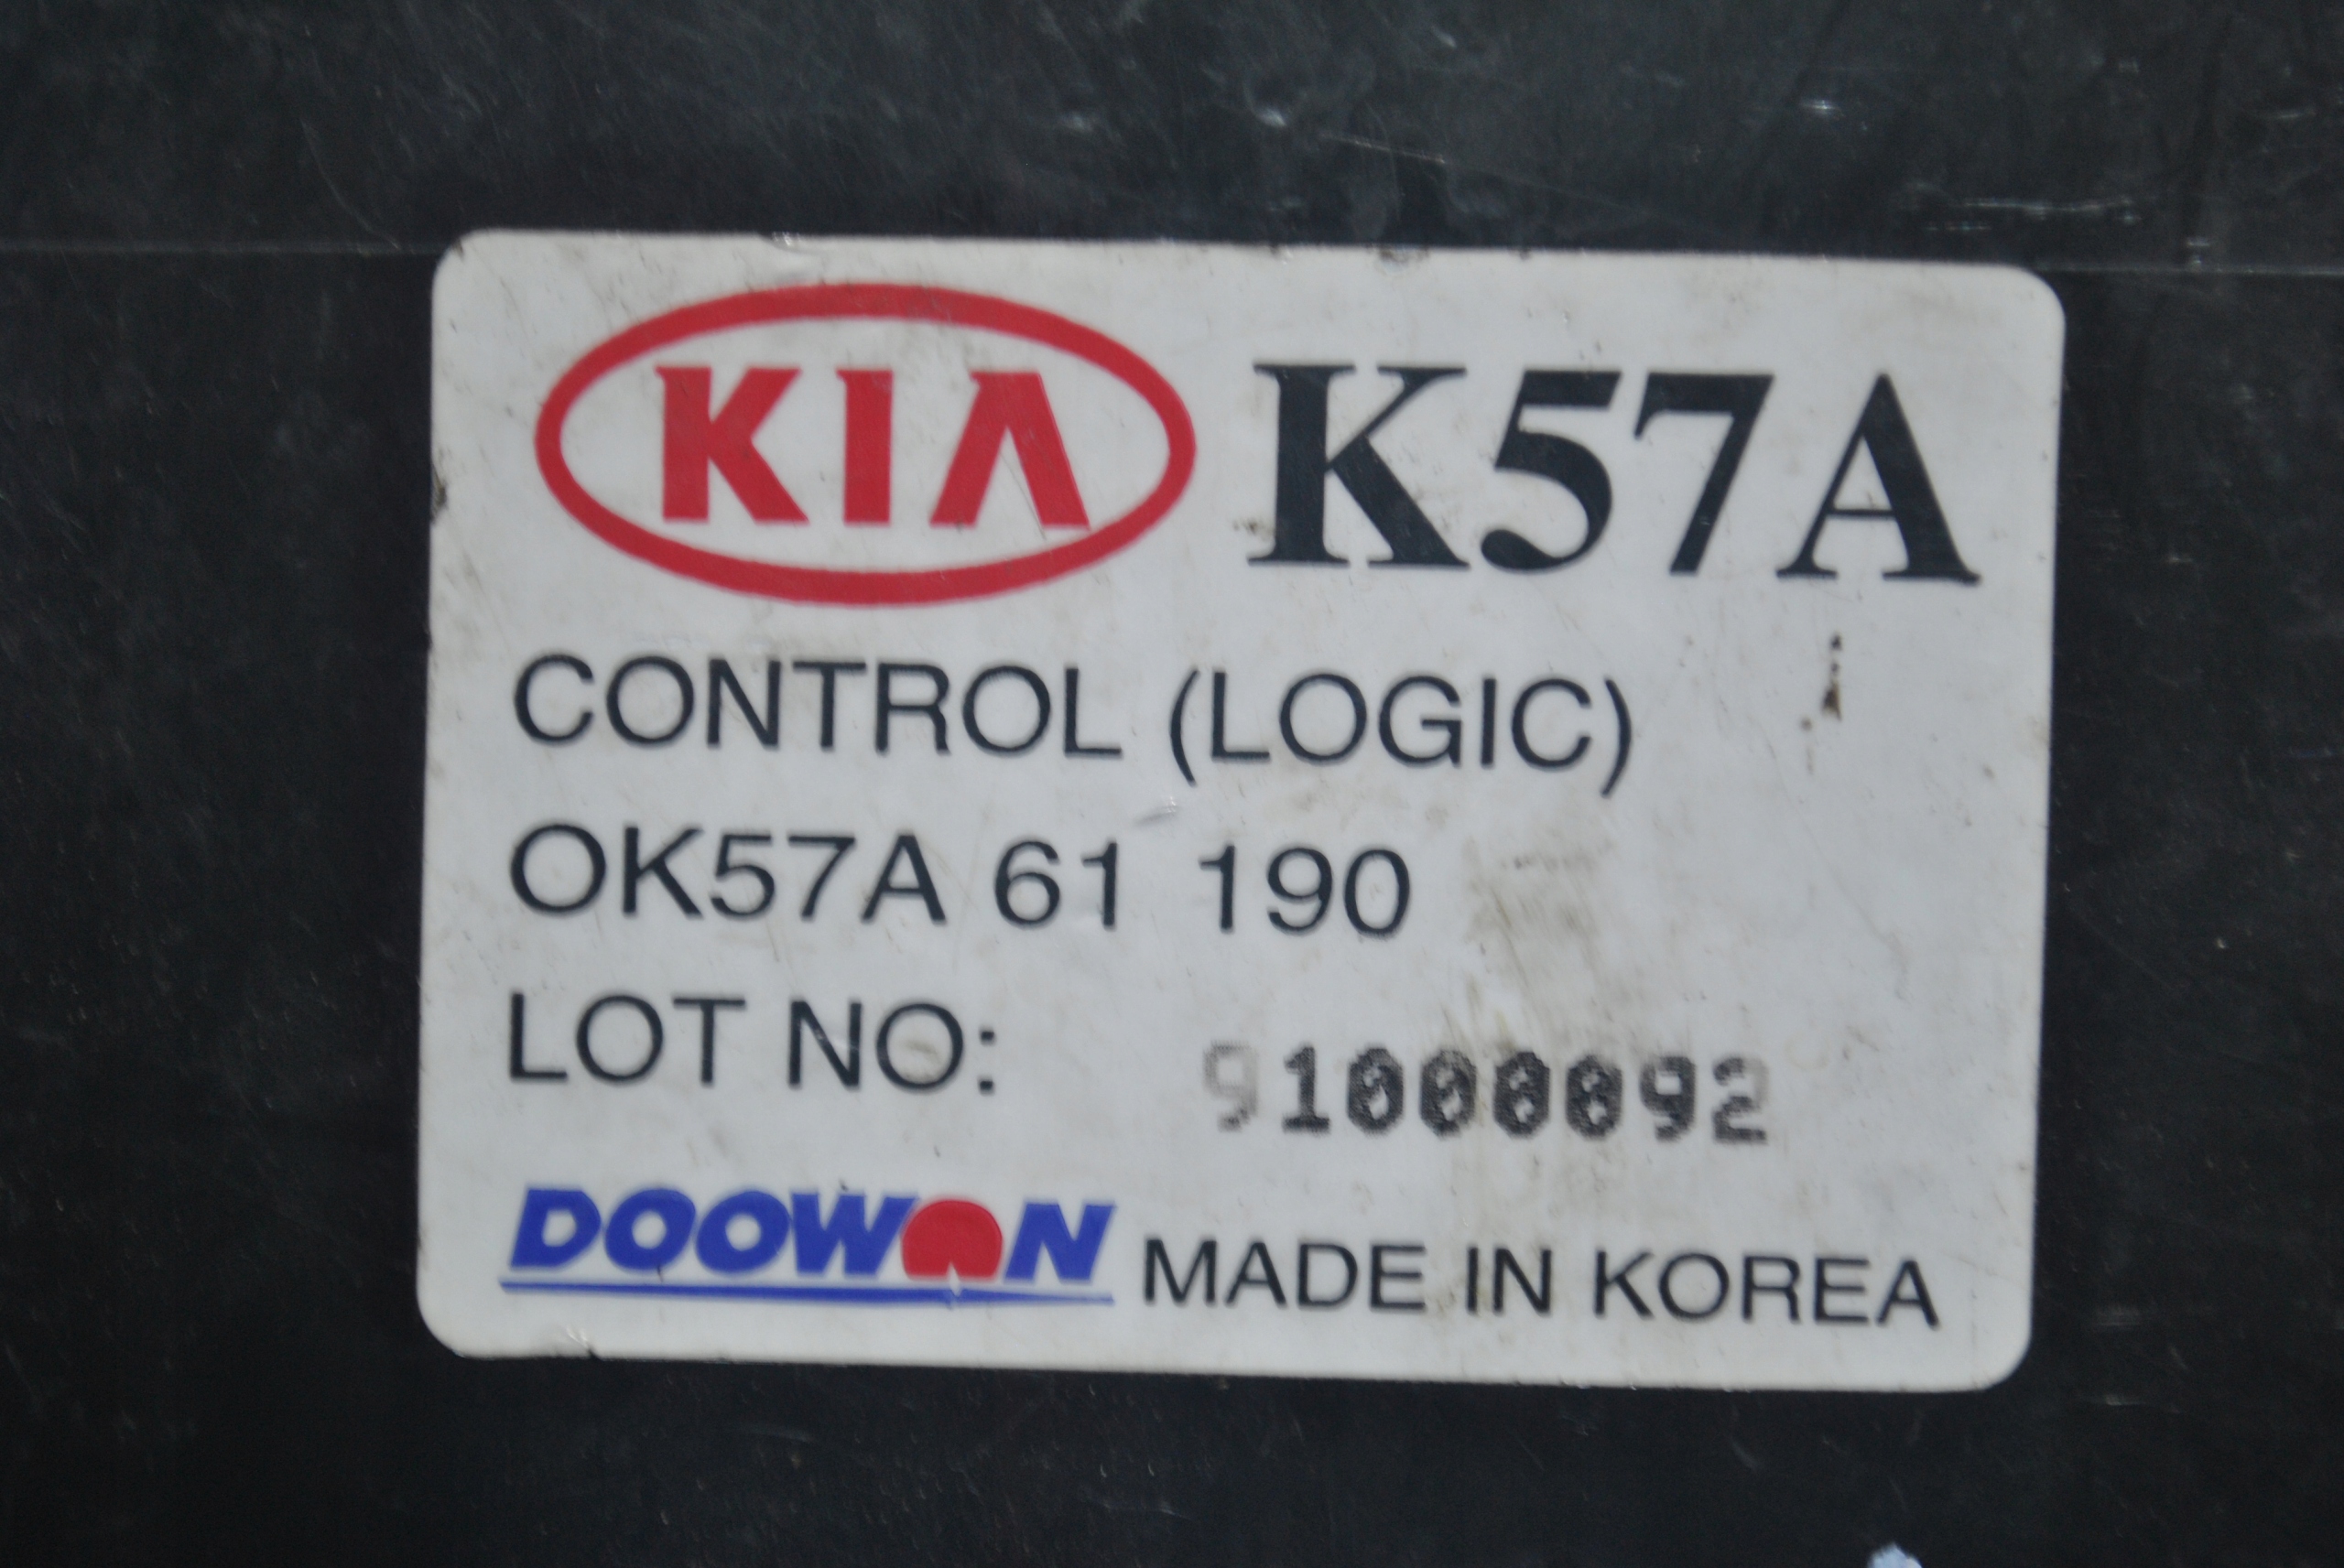 KIA K57A
CONTROL (LOGIC)
OK57A 61 190
LOT NO: 91000092
DOOWON MADE IN KOREA